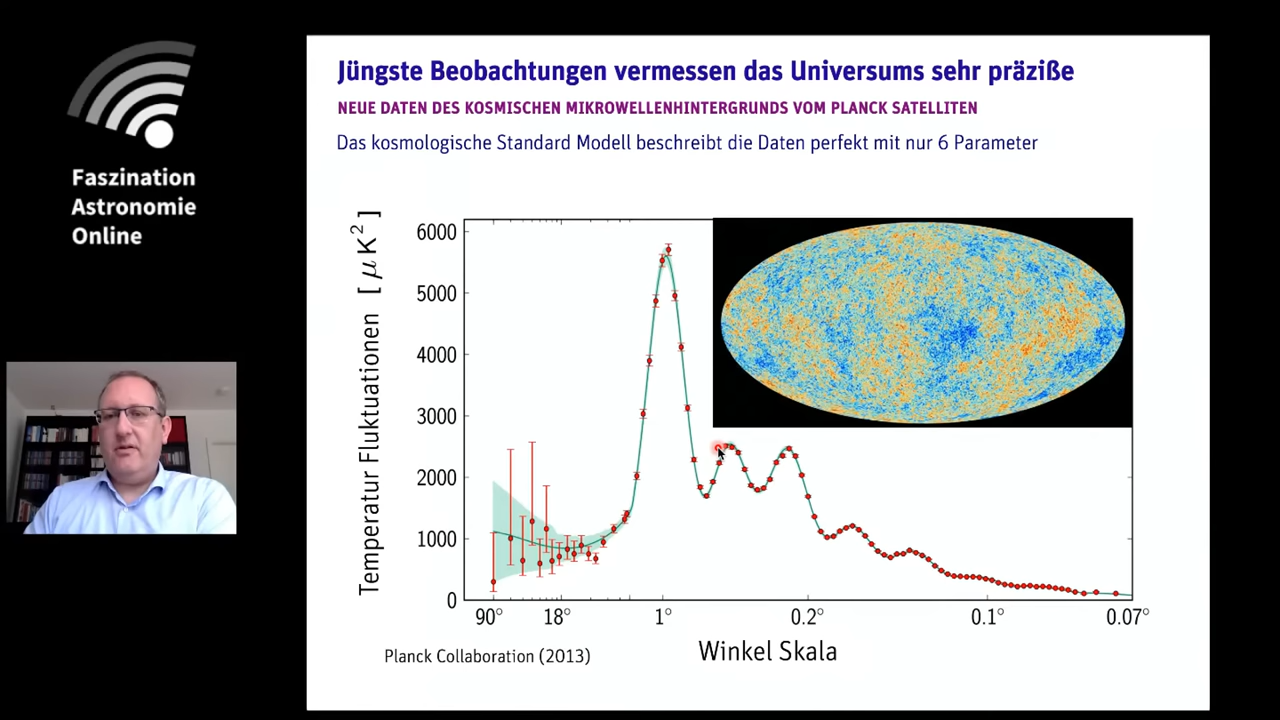 Faszination
Astronomie
Online
Jüngste Beobachtungen vermessen das Universums sehr präziße
NEUE DATEN DES KOSMISCHEN MIKROWELLENHINTERGRUNDS VOM PLANCK SATELLITEN
Das kosmologische Standard Modell beschreibt die Daten perfekt mit nur 6 Parameter
Temperatur Fluktuationen [ μ K² ]
6000
5000
4000
3000
2000
1000
0
90° 18° 1° 0.2° 0.1° 0.07°
Winkel Skala
Planck Collaboration (2013)